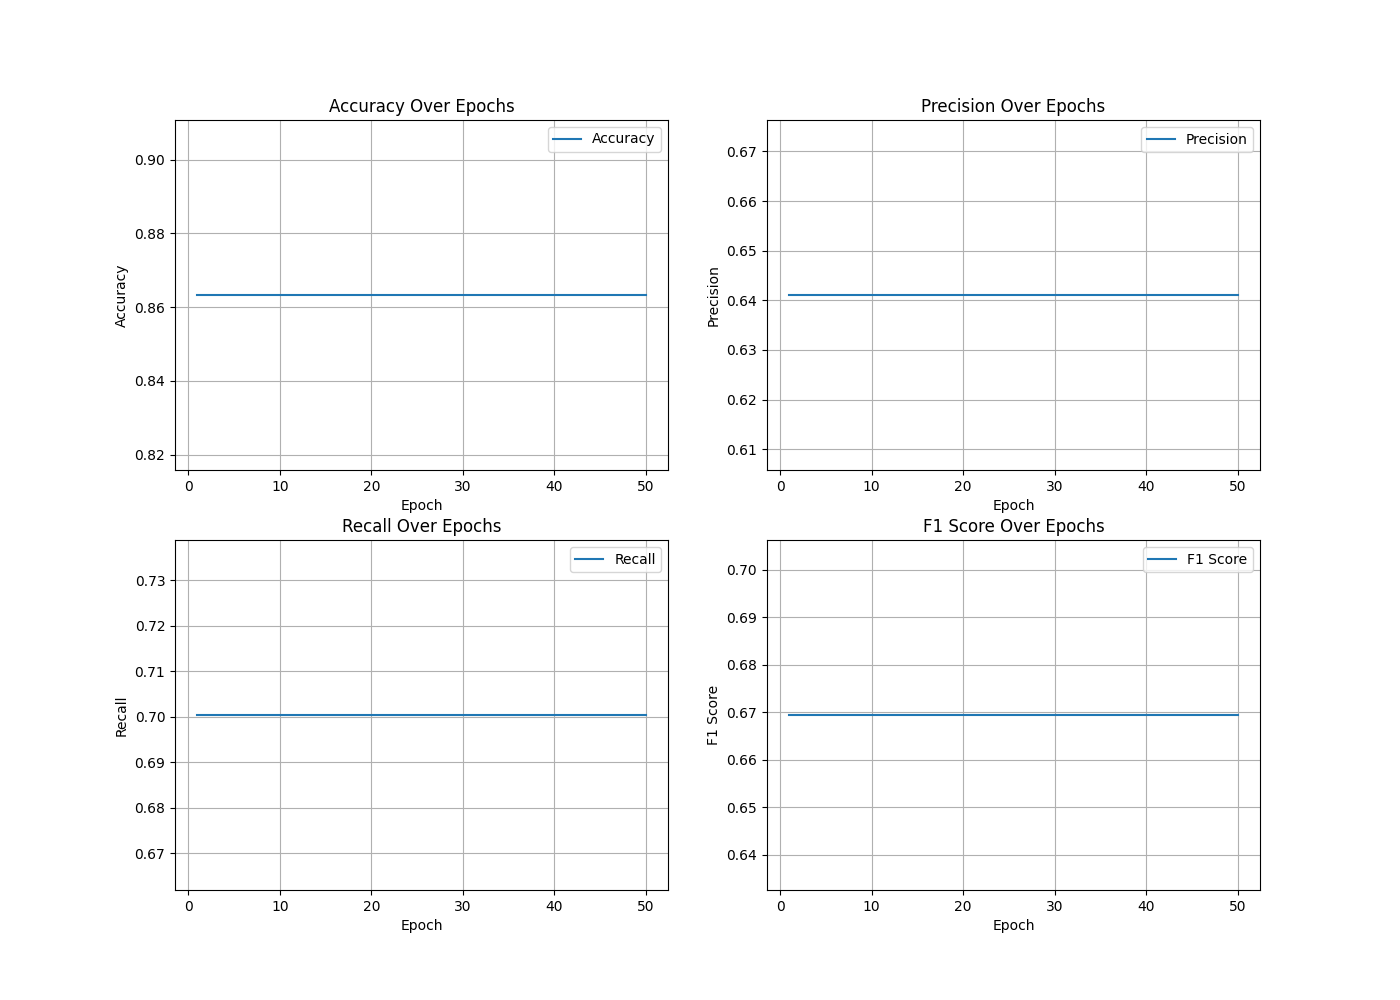 Accuracy Over Epochs
Accuracy
0.90
0.88
0.86
0.84
0.82
Accuracy
0 10 20 30 40 50
Epoch
Precision Over Epochs
Precision
0.67
0.66
0.65
0.64
0.63
0.62
0.61
Precision
0 10 20 30 40 50
Epoch
Recall Over Epochs
Recall
0.73
0.72
0.71
0.70
0.69
0.68
0.67
Recall
0 10 20 30 40 50
Epoch
F1 Score Over Epochs
F1 Score
0.70
0.69
0.68
0.67
0.66
0.65
0.64
F1 Score
0 10 20 30 40 50
Epoch